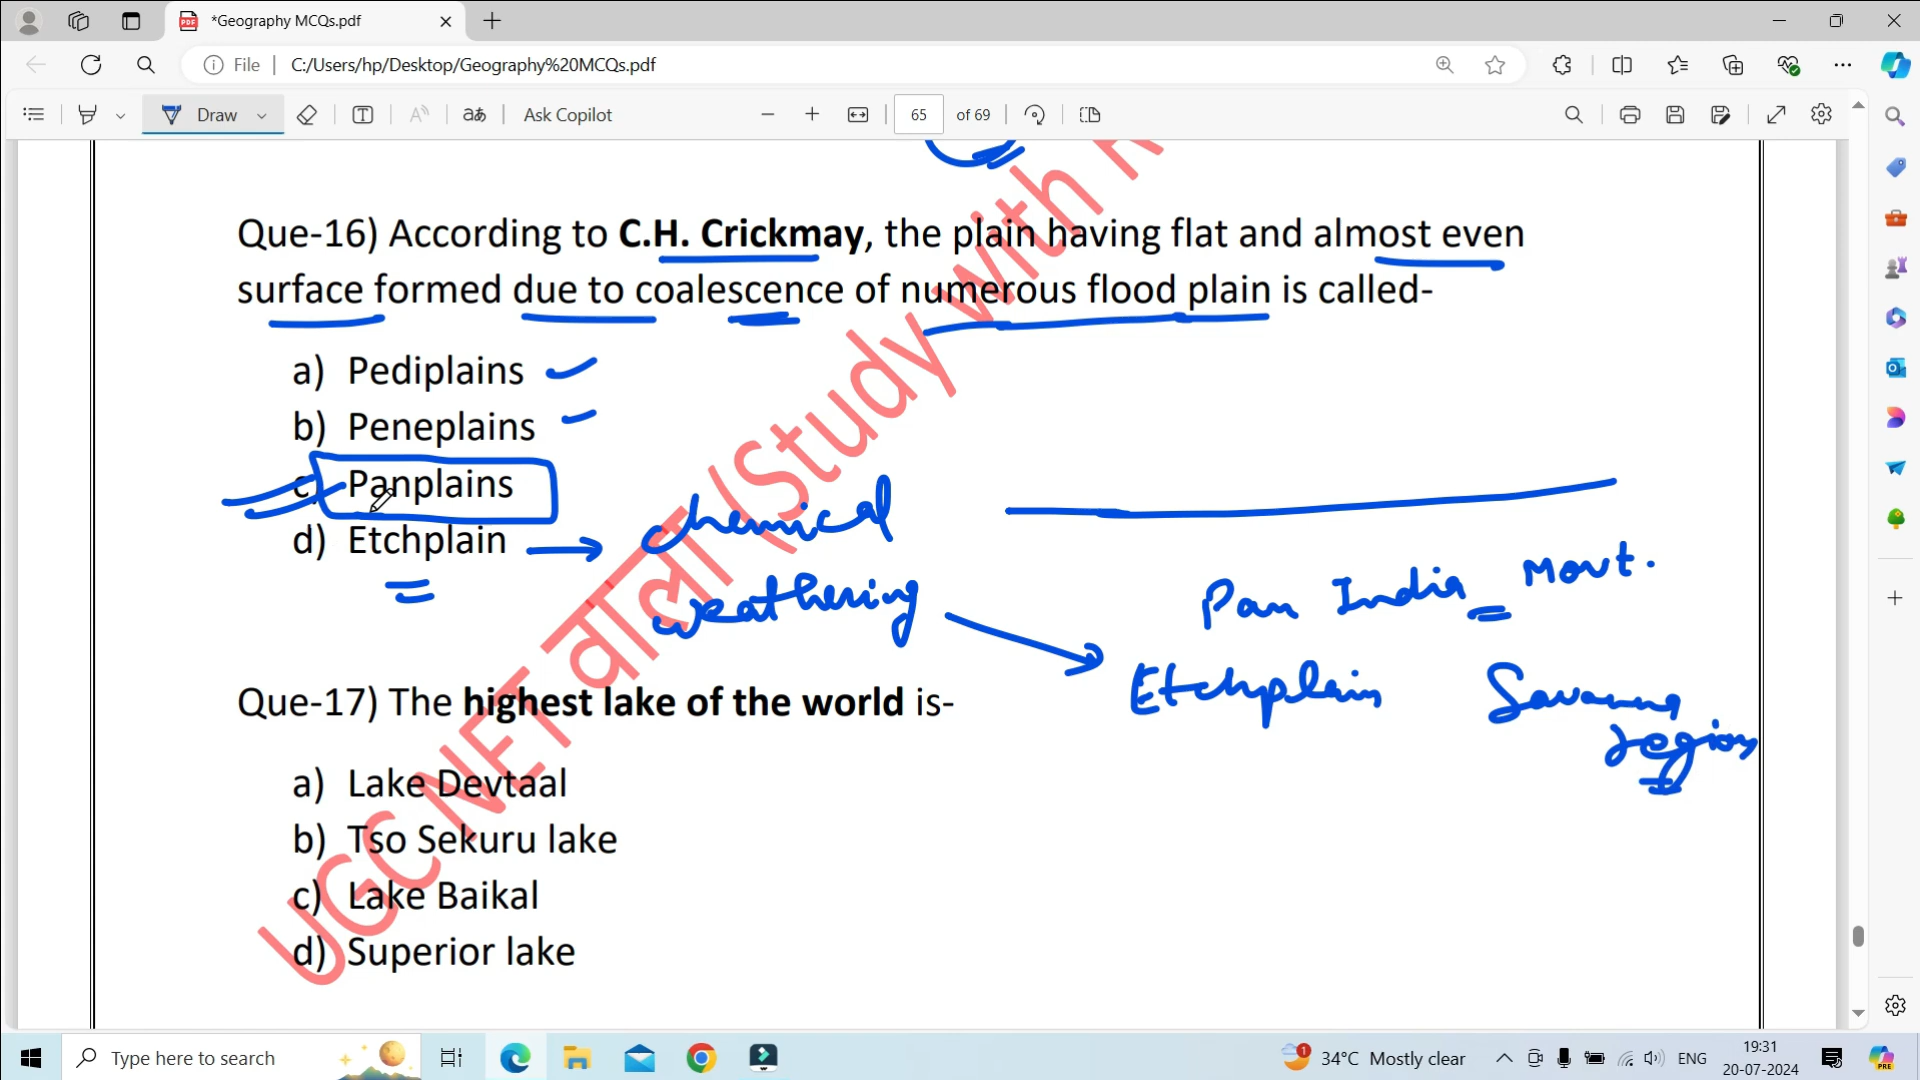 *Geography MCQs.pdf
File
C:/Users/hp/Desktop/Geography%20MCQs.pdf
Draw
Ask Copilot
65 of 69
Que-16) According to C.H. Crickmay, the plain having flat and almost even
surface formed due to coalescence of numerous flood plain is called-
a) Pediplains
b) Peneplains
c) Panplains
d) Etchplain
chemical
weathering
Pan India Movt.
Etchplain
Savanna
region
Que-17) The highest lake of the world is-
a) Lake Devtaal
b) Tso Sekuru lake
c) Lake Baikal
d) Superior lake
UGC NET वाला (Study with R
Type here to search
1
34°C Mostly clear
ENG
19:31
20-07-2024
PRE